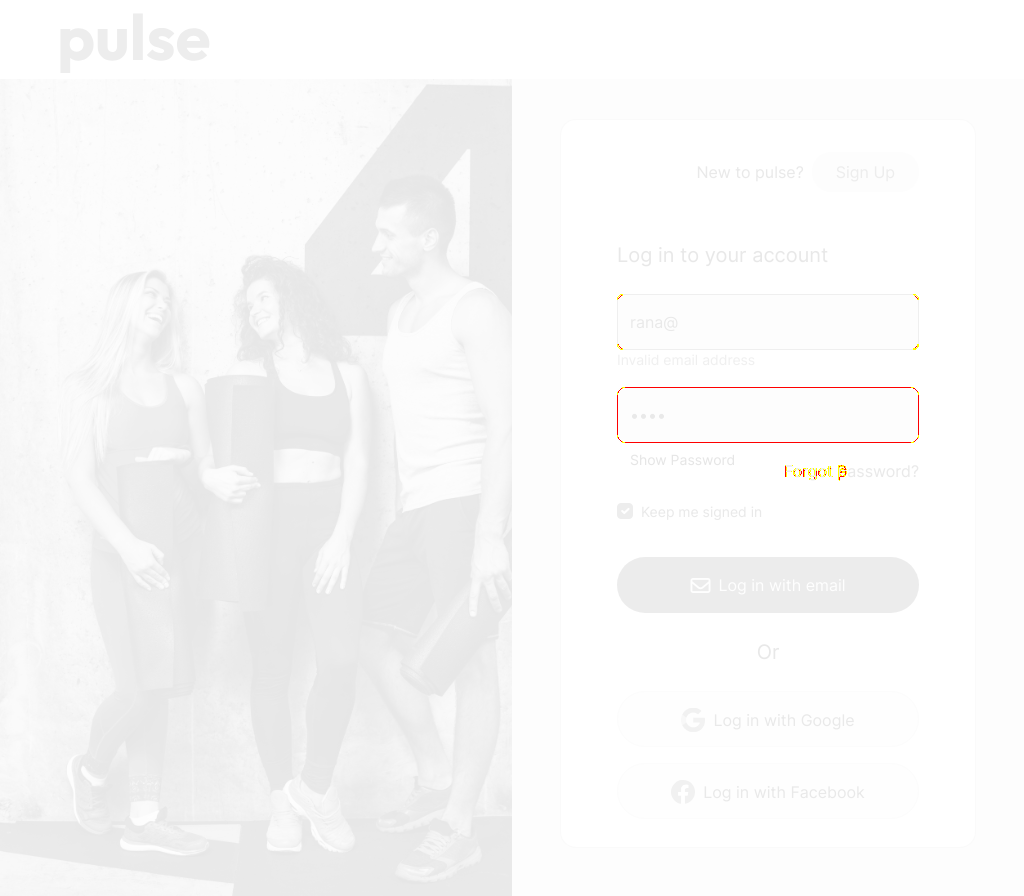 pulse
New to pulse? Sign Up
Log in to your account
rana@
Invalid email address
••••
Show Password
Forgot Password?
Keep me signed in
Log in with email
Or
Log in with Google
Log in with Facebook